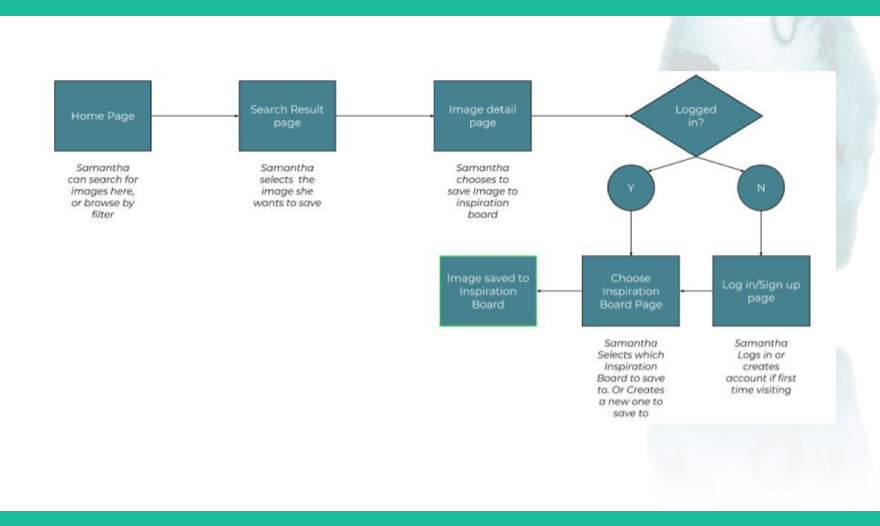 Home Page
Search Result
page
Image detail
page
Logged
in?
Samantha
can search for
images here,
or browse by
filter
Samantha
selects the
image she
wants to save
Samantha
chooses to
save Image to
inspiration
board
Y
N
Image saved to
Inspiration
Board
Choose
Inspiration
Board Page
Log in/Sign up
page
Samantha
Selects which
Inspiration
Board to save
to. Or Creates
a new one to
save to
Samantha
Logs in or
creates
account if first
time visiting